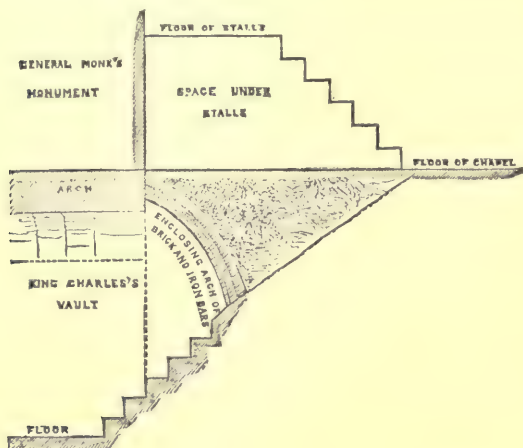 FLOOR OF STALLS
GENERAL MONK'S
MONUMENT
SPACE UNDER
STALLS
FLOOR OF CHAPEL
ARCH
ENCLOSING ARCH OF
BRICK AND IRON BARS
KING CHARLES'S
VAULT
FLOOR